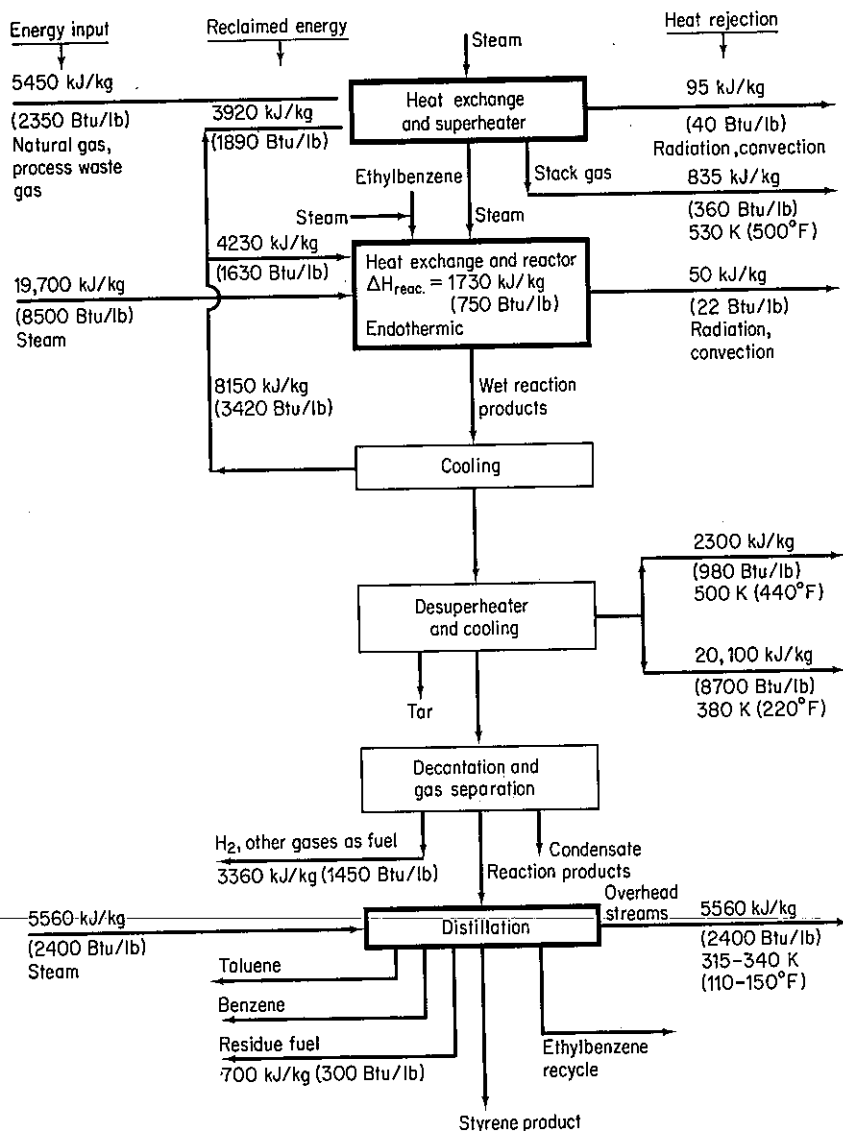 Energy input
Reclaimed energy
Heat rejection
Steam
5450 kJ/kg
(2350 Btu/lb)
Natural gas,
process waste
gas
3920 kJ/kg
(1890 Btu/lb)
Heat exchange
and superheater
95 kJ/kg
(40 Btu/lb)
Radiation, convection
Ethylbenzene
Stack gas
835 kJ/kg
(360 Btu/lb)
530 K (500°F)
Steam
Steam
4230 kJ/kg
(1630 Btu/lb)
19,700 kJ/kg
(8500 Btu/lb)
Steam
Heat exchange and reactor
ΔHreac. = 1730 kJ/kg
(750 Btu/lb)
Endothermic
50 kJ/kg
(22 Btu/lb)
Radiation,
convection
8150 kJ/kg
(3420 Btu/lb)
Wet reaction
products
Cooling
2300 kJ/kg
(980 Btu/lb)
500 K (440°F)
Desuperheater
and cooling
20,100 kJ/kg
(8700 Btu/lb)
380 K (220°F)
Tar
Decantation and
gas separation
H2, other gases as fuel
3360 kJ/kg (1450 Btu/lb)
Condensate
Reaction products
Overhead
streams
5560 kJ/kg
(2400 Btu/lb)
Steam
Distillation
5560 kJ/kg
(2400 Btu/lb)
315–340 K
(110–150°F)
Toluene
Benzene
Residue fuel
700 kJ/kg (300 Btu/lb)
Ethylbenzene
recycle
Styrene product